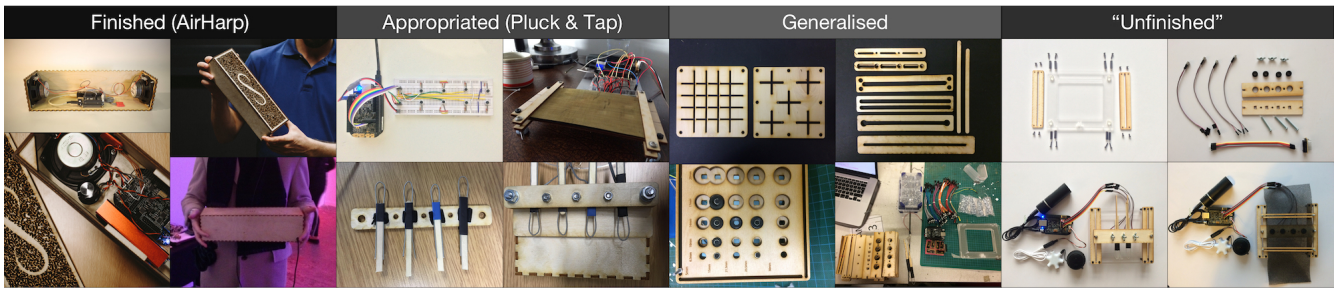 Finished (AirHarp)
Appropriated (Pluck & Tap)
Generalised
“Unfinished”